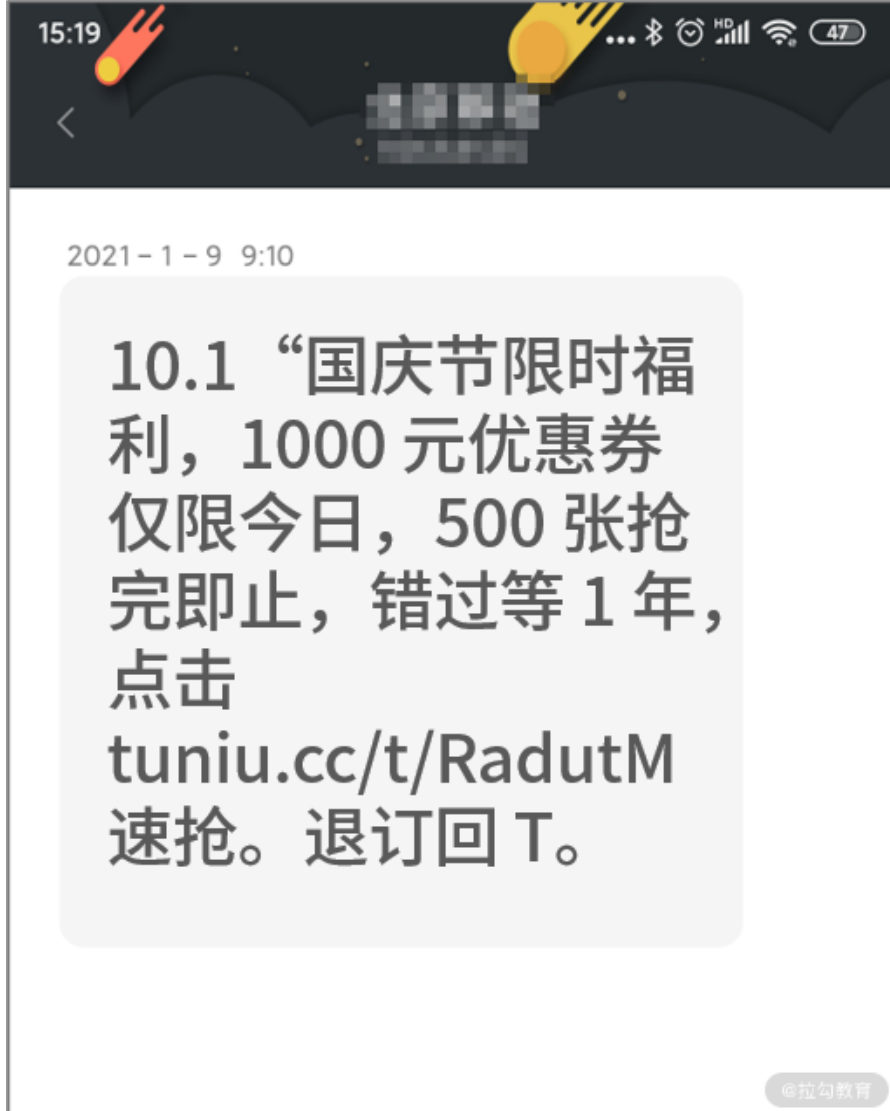 15:19
HD
47
2021-1-9 9:10
10.1“国庆节限时福
利，1000 元优惠券
仅限今日，500 张抢
完即止，错过等 1 年，
点击
tuniu.cc/t/RadutM
速抢。退订回 T。
@拉勾教育